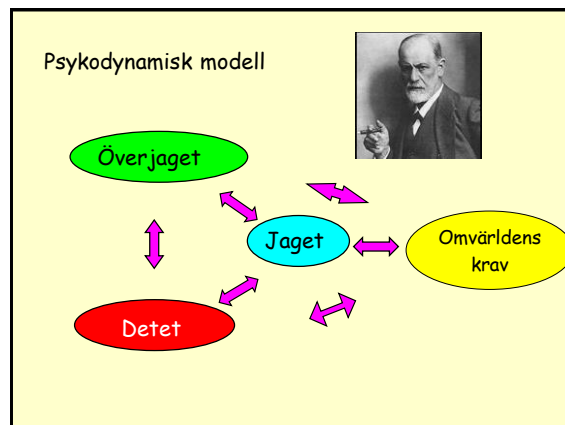 Psykodynamisk modell
Överjaget
Jaget
Omvärldens
krav
Detet